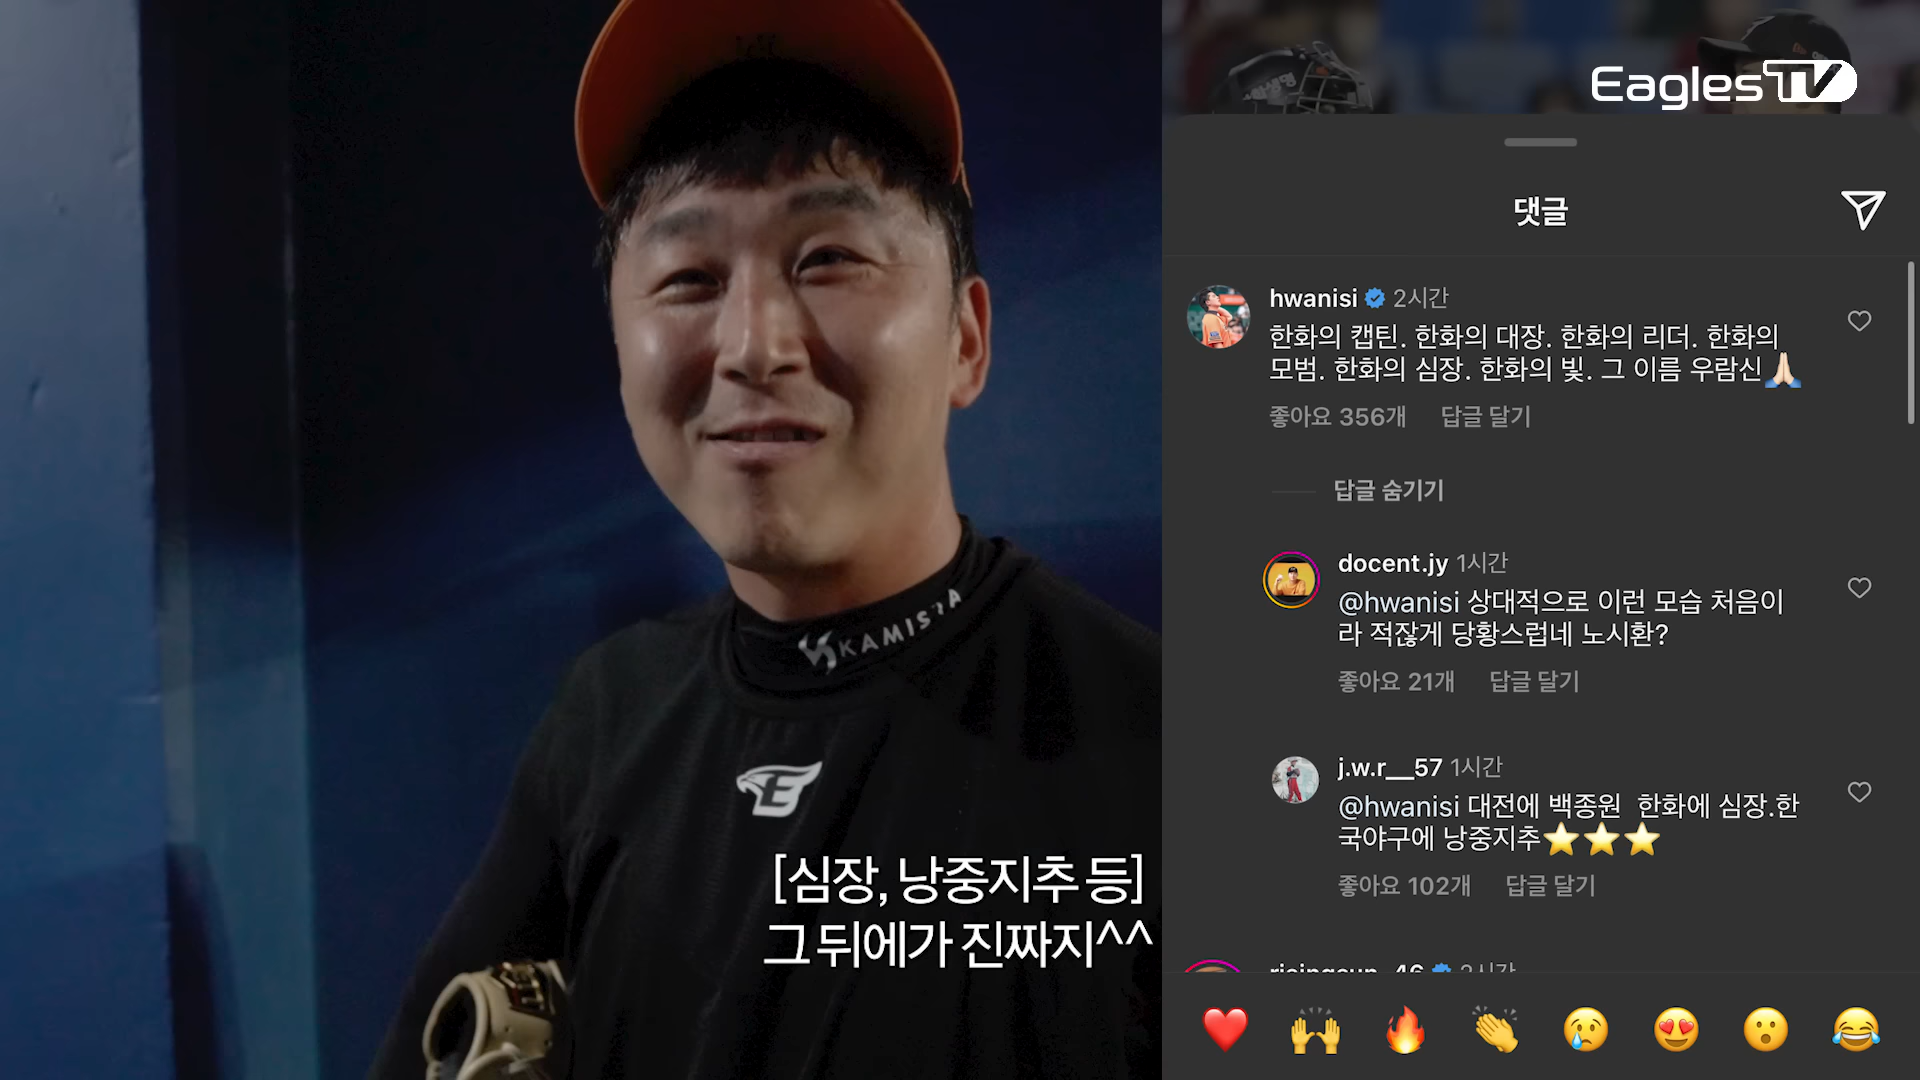 EaglesTV
KAMISTA
E
[심장, 낭중지추 등]
그 뒤에가 진짜지^^
댓글
hwanisi 2시간
한화의 캡틴. 한화의 대장. 한화의 리더. 한화의
모범. 한화의 심장. 한화의 빛. 그 이름 우람신🙏🏻
좋아요 356개 답글 달기
답글 숨기기
docent.jy 1시간
@hwanisi 상대적으로 이런 모습 처음이
라 적잖게 당황스럽네 노시환?
좋아요 21개 답글 달기
j.w.r__57 1시간
@hwanisi 대전에 백종원 한화에 심장.한
국야구에 낭중지추⭐⭐⭐
좋아요 102개 답글 달기